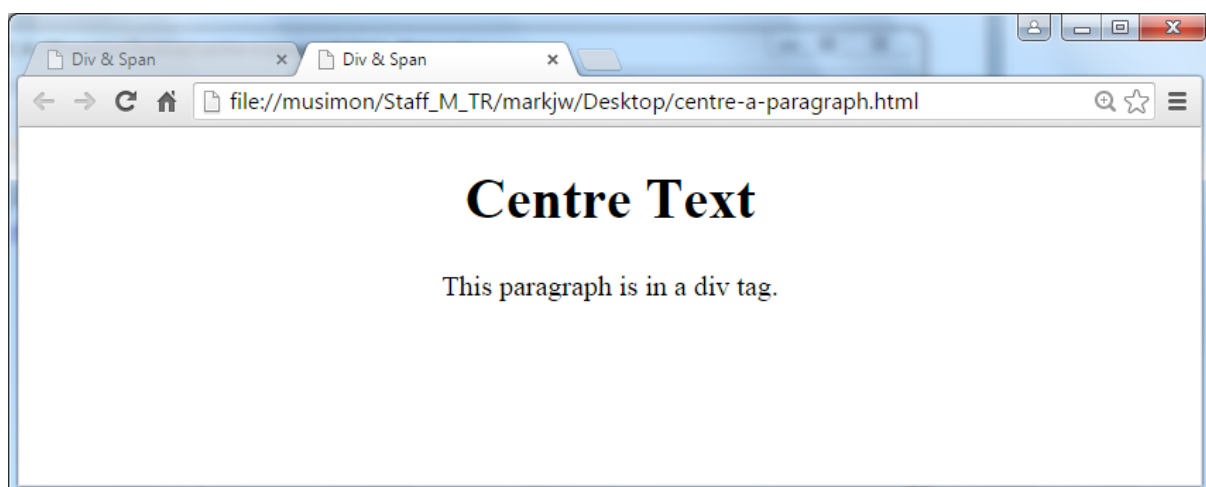 Div & Span
Div & Span
file://musimon/Staff_M_TR/markjw/Desktop/centre-a-paragraph.html
Centre Text
This paragraph is in a div tag.